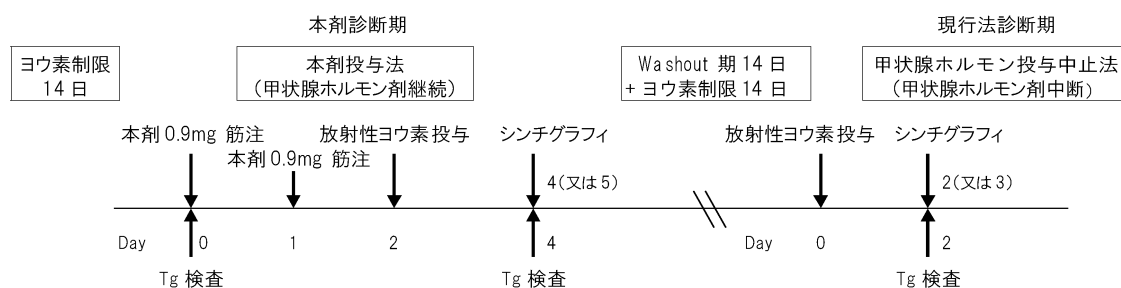 本剤診断期
現行法診断期
ヨウ素制限
14日
本剤投与法
(甲状腺ホルモン剤継続)
Washout 期 14日
+ ヨウ素制限 14日
甲状腺ホルモン投与中止法
(甲状腺ホルモン剤中断)
本剤 0.9mg 筋注
放射性ヨウ素投与
シンチグラフィ
放射性ヨウ素投与
シンチグラフィ
本剤 0.9mg 筋注
4(又は5)
2(又は3)
Day 0 1 2 4 Day 0 2
Tg 検査
Tg 検査
Tg 検査